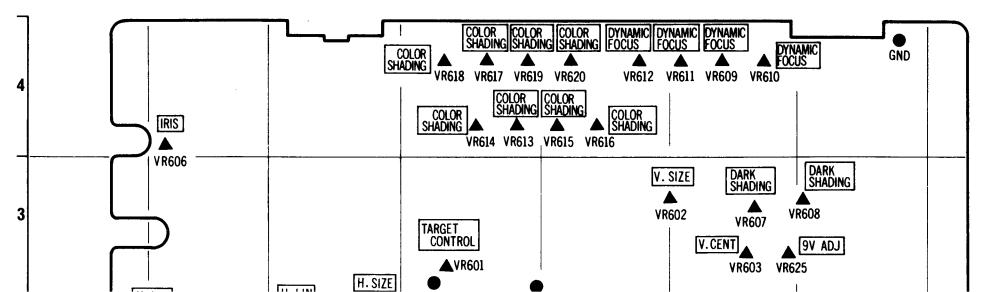 COLOR SHADING
COLOR SHADING
COLOR SHADING
COLOR SHADING
DYNAMIC FOCUS
DYNAMIC FOCUS
DYNAMIC FOCUS
DYNAMIC FOCUS
GND
4
VR618
VR617
VR619
VR620
VR612
VR611
VR609
VR610
COLOR SHADING
COLOR SHADING
COLOR SHADING
COLOR SHADING
IRIS
VR614
VR613
VR615
VR616
VR606
V. SIZE
DARK SHADING
DARK SHADING
3
VR602
VR607
VR608
TARGET CONTROL
V.CENT
9V ADJ
VR601
VR603
VR625
H. SIZE